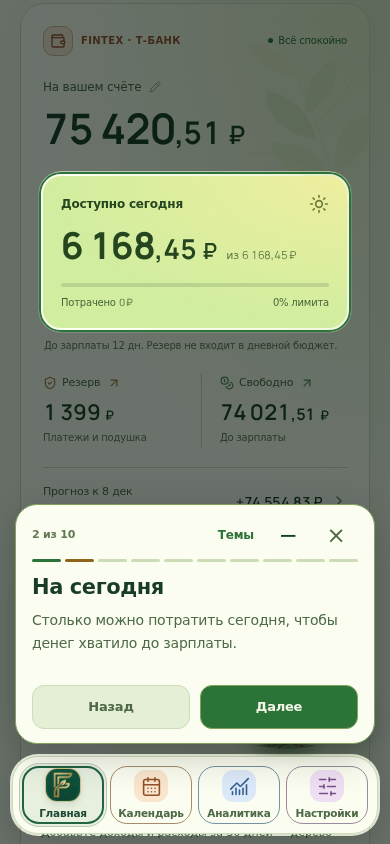 FINTEX · Т-БАНК
Всё спокойно
На вашем счёте
75 420,51 ₽
Доступно сегодня
6 168,45 ₽ из 6 168,45 ₽
Потрачено 0 ₽
0% лимита
До зарплаты 12 дн. Резерв не входит в дневной бюджет.
Резерв
1 399 ₽
Платежи и подушка
Свободно
74 021,51 ₽
До зарплаты
Прогноз к 8 дек
+74 554,83 ₽
2 из 10
Темы
На сегодня
Столько можно потратить сегодня, чтобы
денег хватило до зарплаты.
Назад
Далее
Главная
Календарь
Аналитика
Настройки